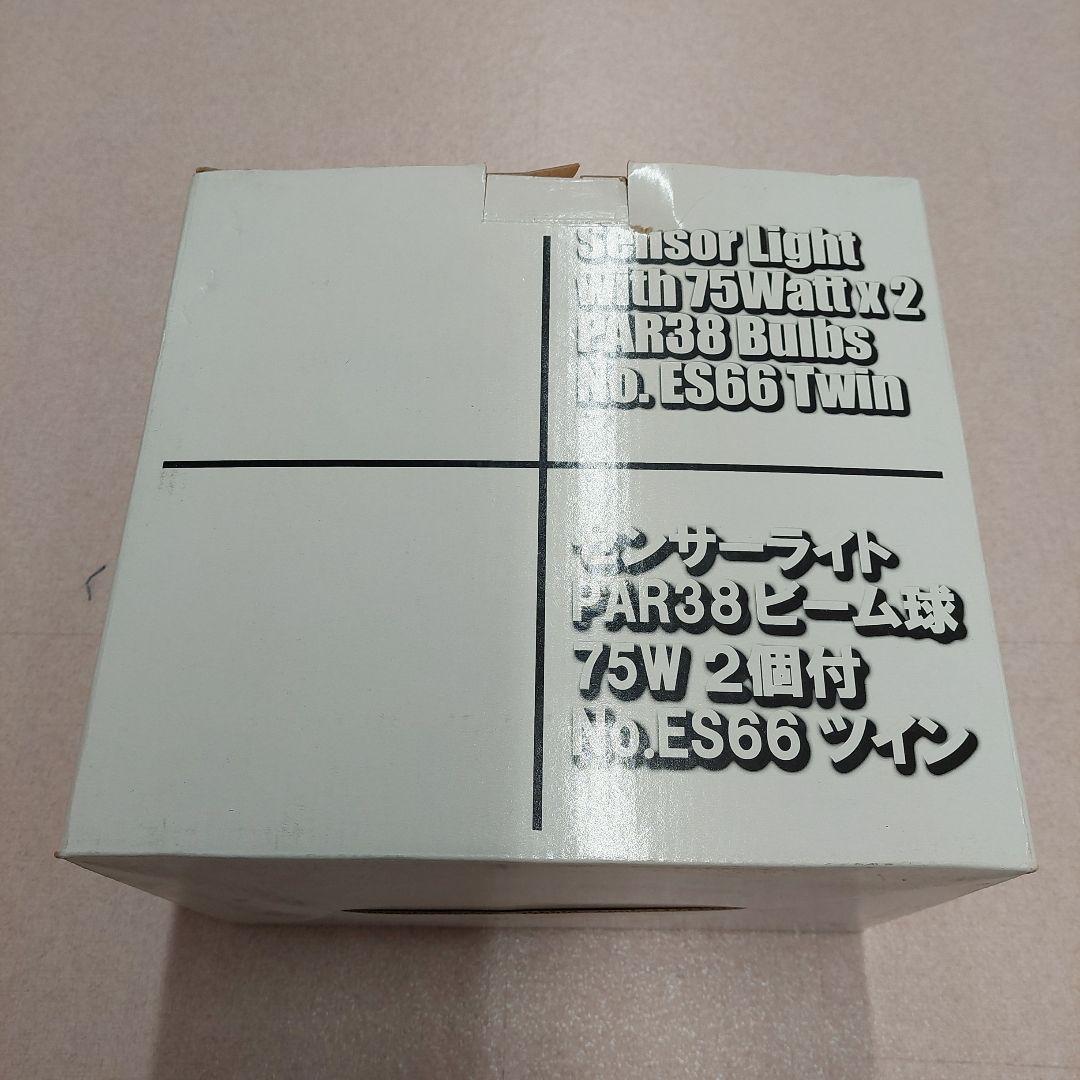 Sensor Light
With 75Watt x 2
PAR38 Bulbs
No. ES66 Twin
センサーライト
PAR38 ビーム球
75W 2個付
No.ES66 ツイン